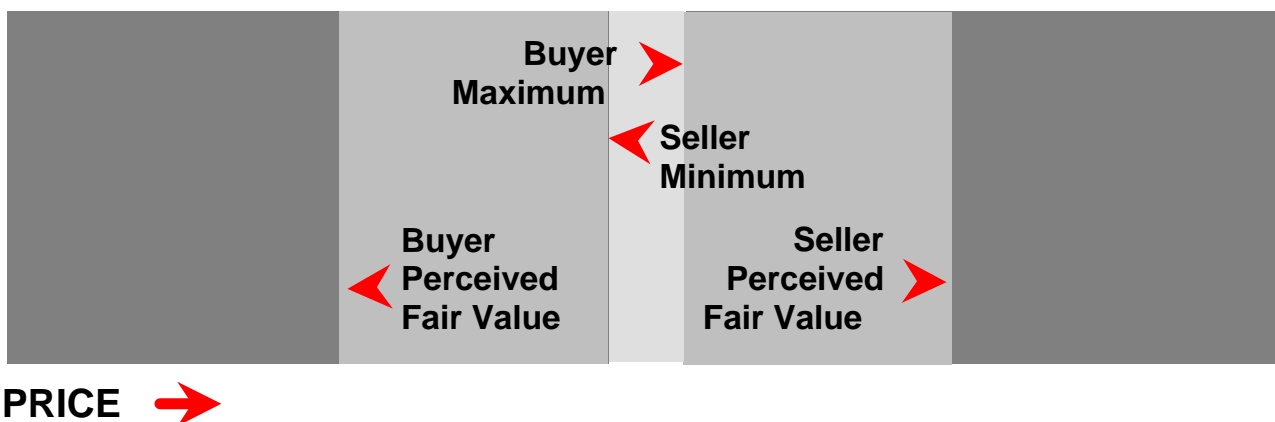 Buyer
Maximum
Seller
Minimum
Buyer
Perceived
Fair Value
Seller
Perceived
Fair Value
PRICE